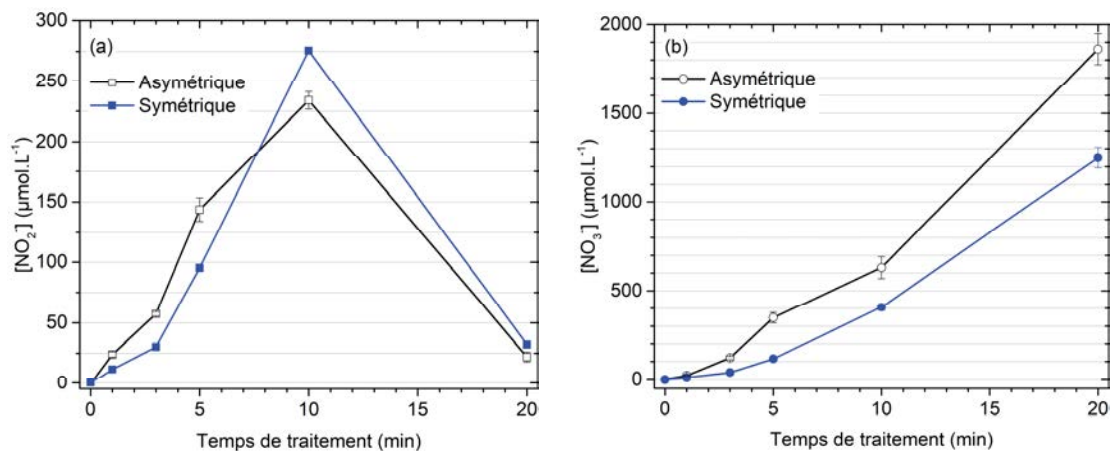 (a)
Asymétrique
Symétrique
[NO₂] (μmol.L⁻¹)
300
250
200
150
100
50
0
0 5 10 15 20
Temps de traitement (min)
(b)
Asymétrique
Symétrique
[NO₃] (μmol.L⁻¹)
2000
1500
1000
500
0
0 5 10 15 20
Temps de traitement (min)